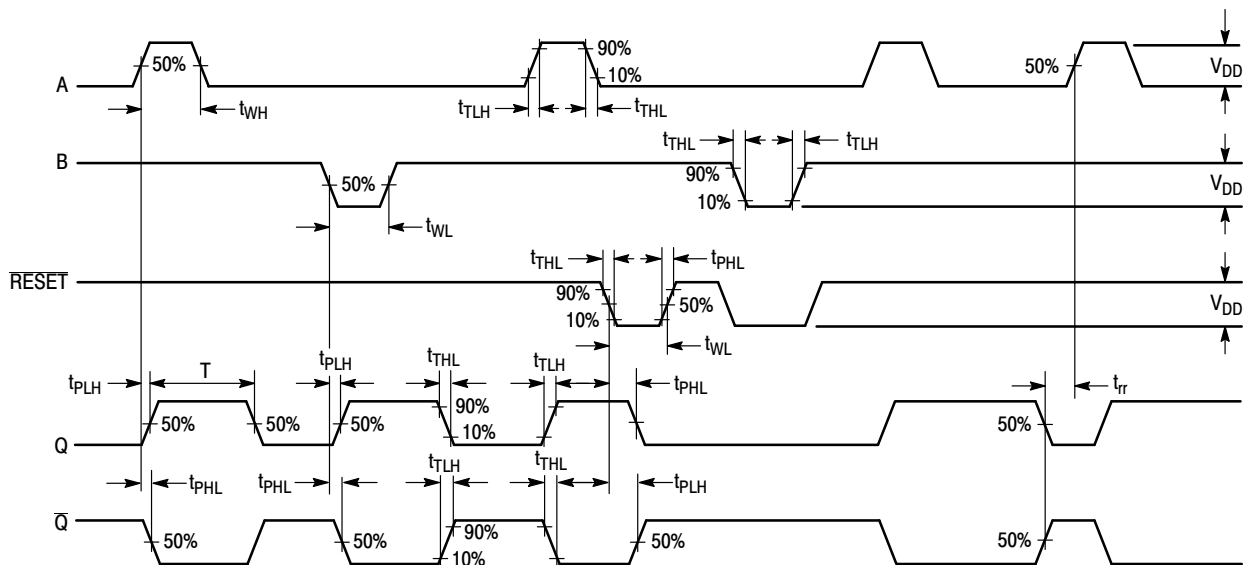 A
50%
tWH
90%
10%
tTLH
tTHL
50%
VDD
B
50%
tWL
tTHL
tTLH
90%
10%
VDD
RESET
tTHL
tPHL
90%
10%
50%
tWL
VDD
tPLH
T
tPLH
tTHL
tTLH
tPHL
trr
Q
50%
50%
50%
90%
10%
50%
tPHL
tPHL
tTLH
tTHL
tPLH
Q
50%
50%
90%
10%
50%
50%